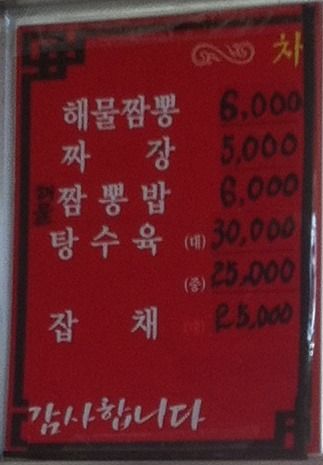 차
해물짬뽕 6,000
짜 장 5,000
짬 뽕 밥 6,000
탕 수 육 (대) 30,000
(중) 25,000
잡 채 25,000
감사합니다